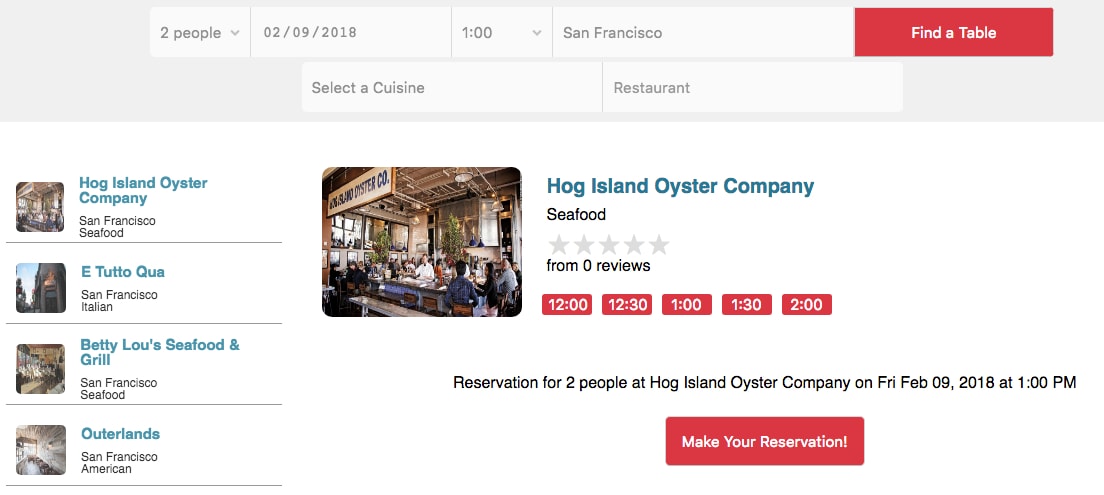 2 people
02/09/2018
1:00
San Francisco
Find a Table
Select a Cuisine
Restaurant
Hog Island Oyster
Company
San Francisco
Seafood
E Tutto Qua
San Francisco
Italian
Betty Lou's Seafood &
Grill
San Francisco
Seafood
Outerlands
San Francisco
American
HOG ISLAND OYSTER CO.
Hog Island Oyster Company
Seafood
from 0 reviews
12:00 12:30 1:00 1:30 2:00
Reservation for 2 people at Hog Island Oyster Company on Fri Feb 09, 2018 at 1:00 PM
Make Your Reservation!